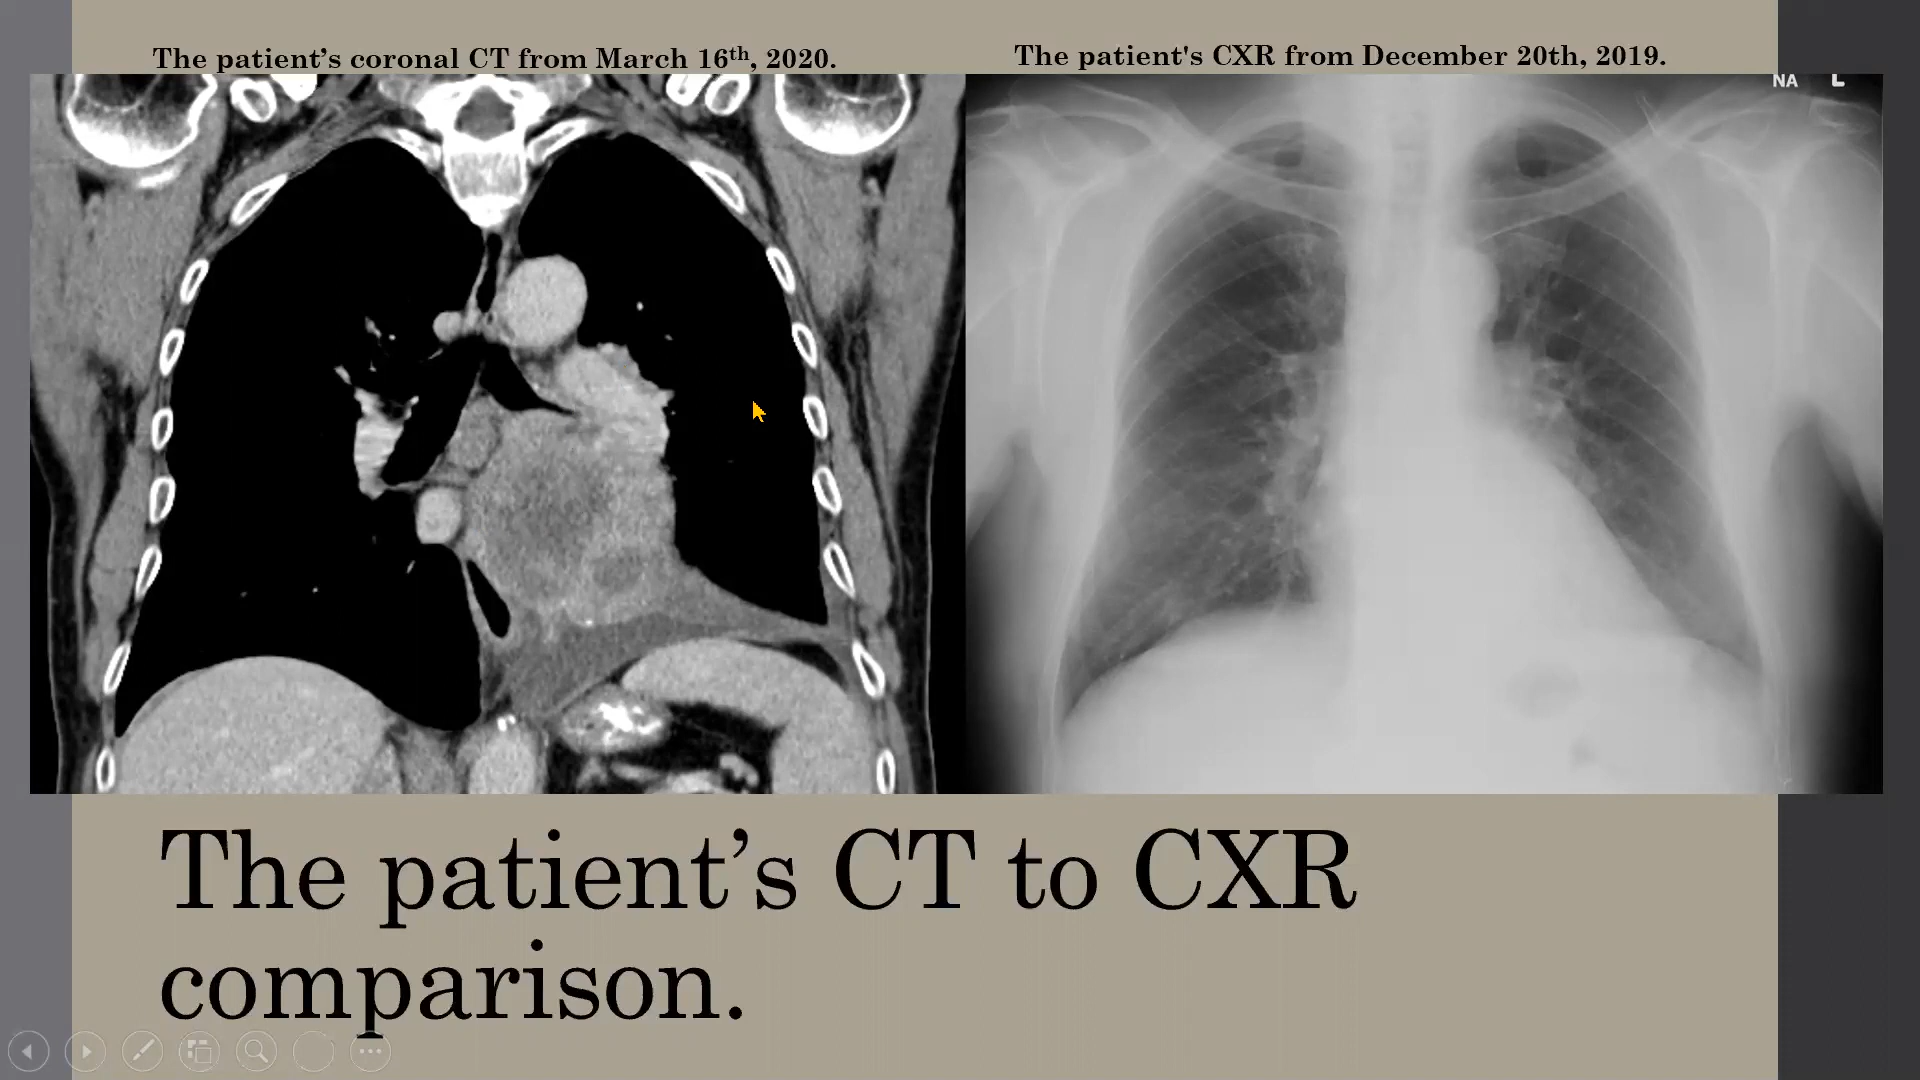 The patient’s coronal CT from March 16th, 2020.
The patient's CXR from December 20th, 2019.
NA L
The patient’s CT to CXR
comparison.